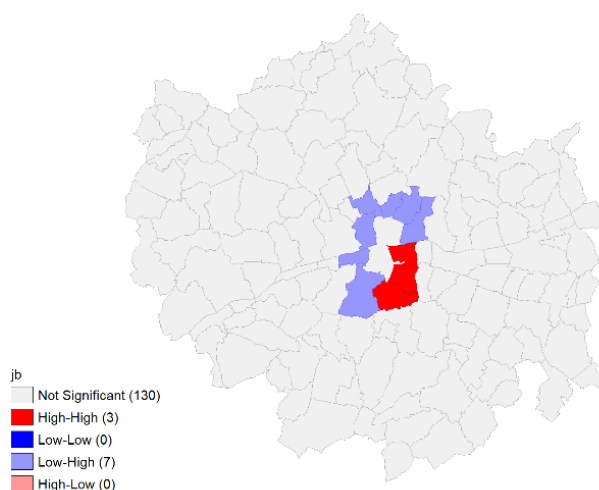 jb
Not Significant (130)
High-High (3)
Low-Low (0)
Low-High (7)
High-Low (0)